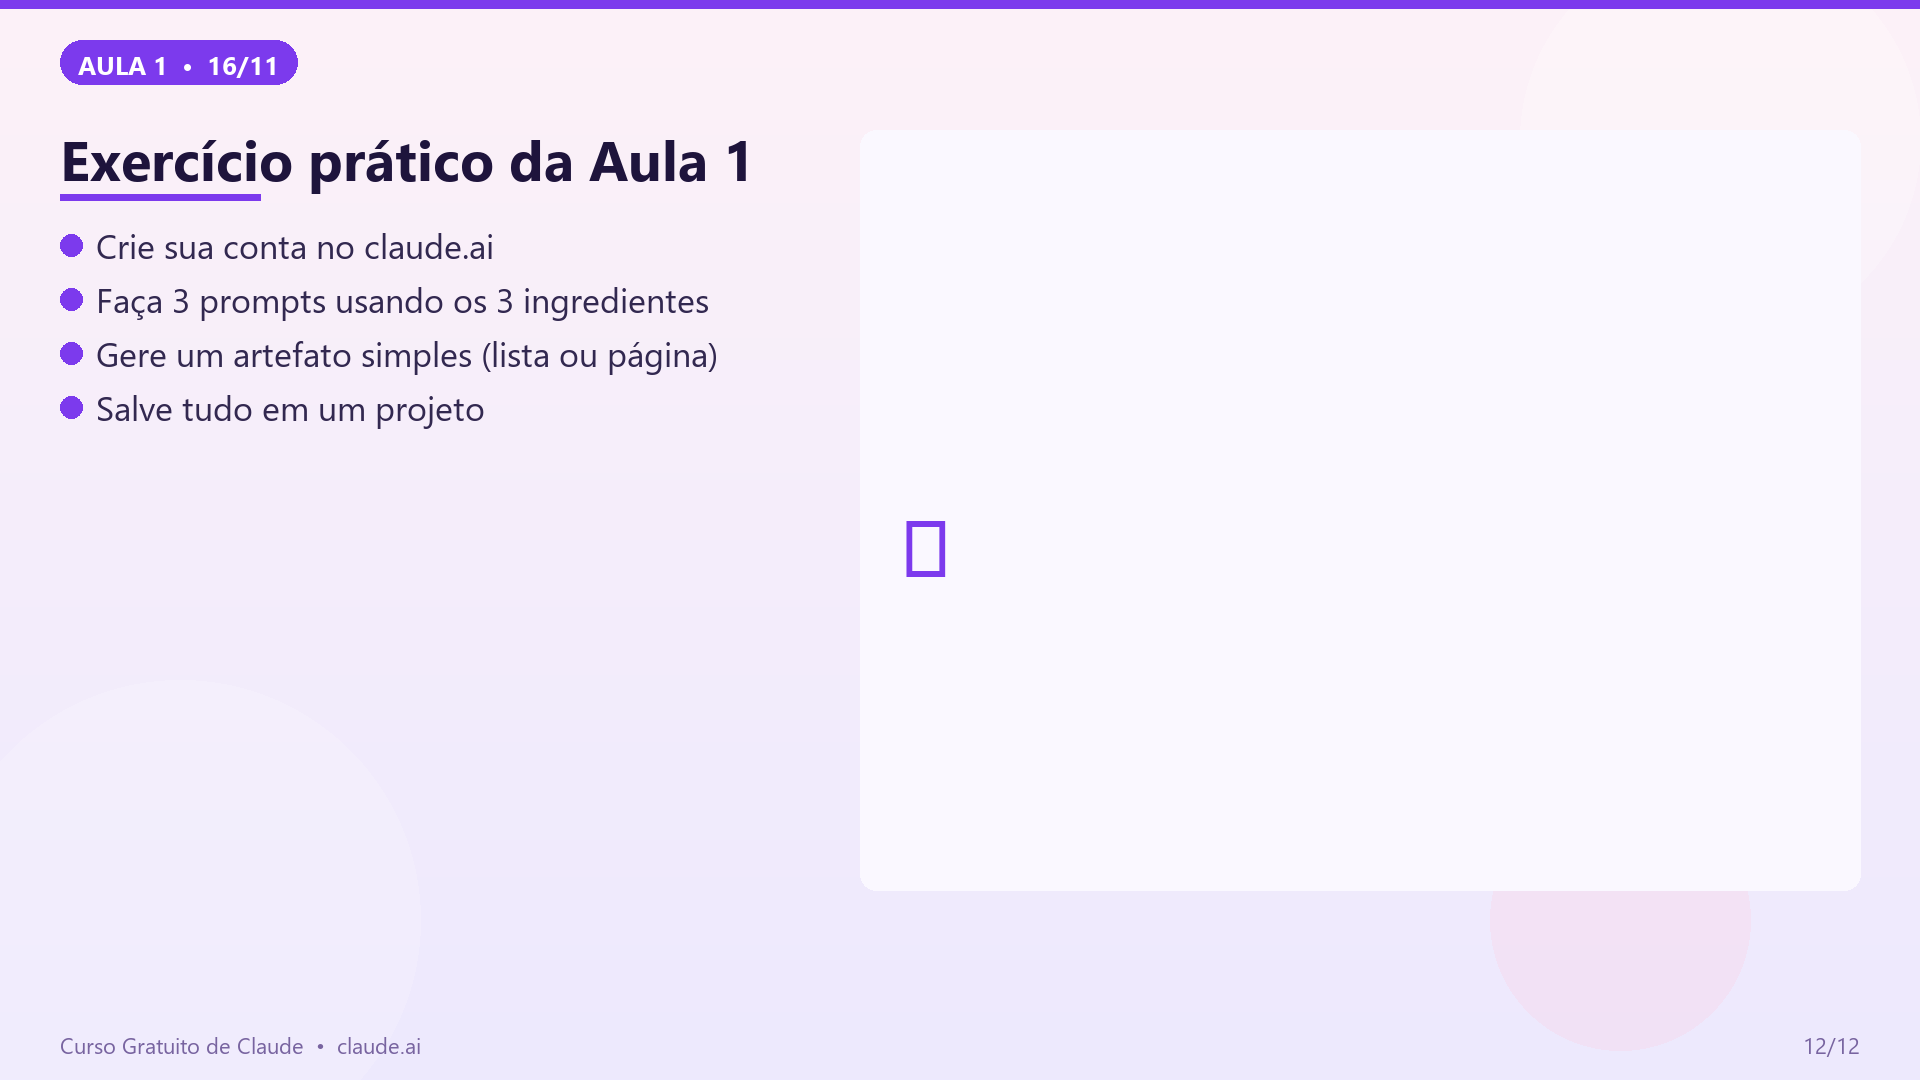 AULA 1 • 16/11
Exercício prático da Aula 1
Crie sua conta no claude.ai
Faça 3 prompts usando os 3 ingredientes
Gere um artefato simples (lista ou página)
Salve tudo em um projeto
Curso Gratuito de Claude • claude.ai
12/12